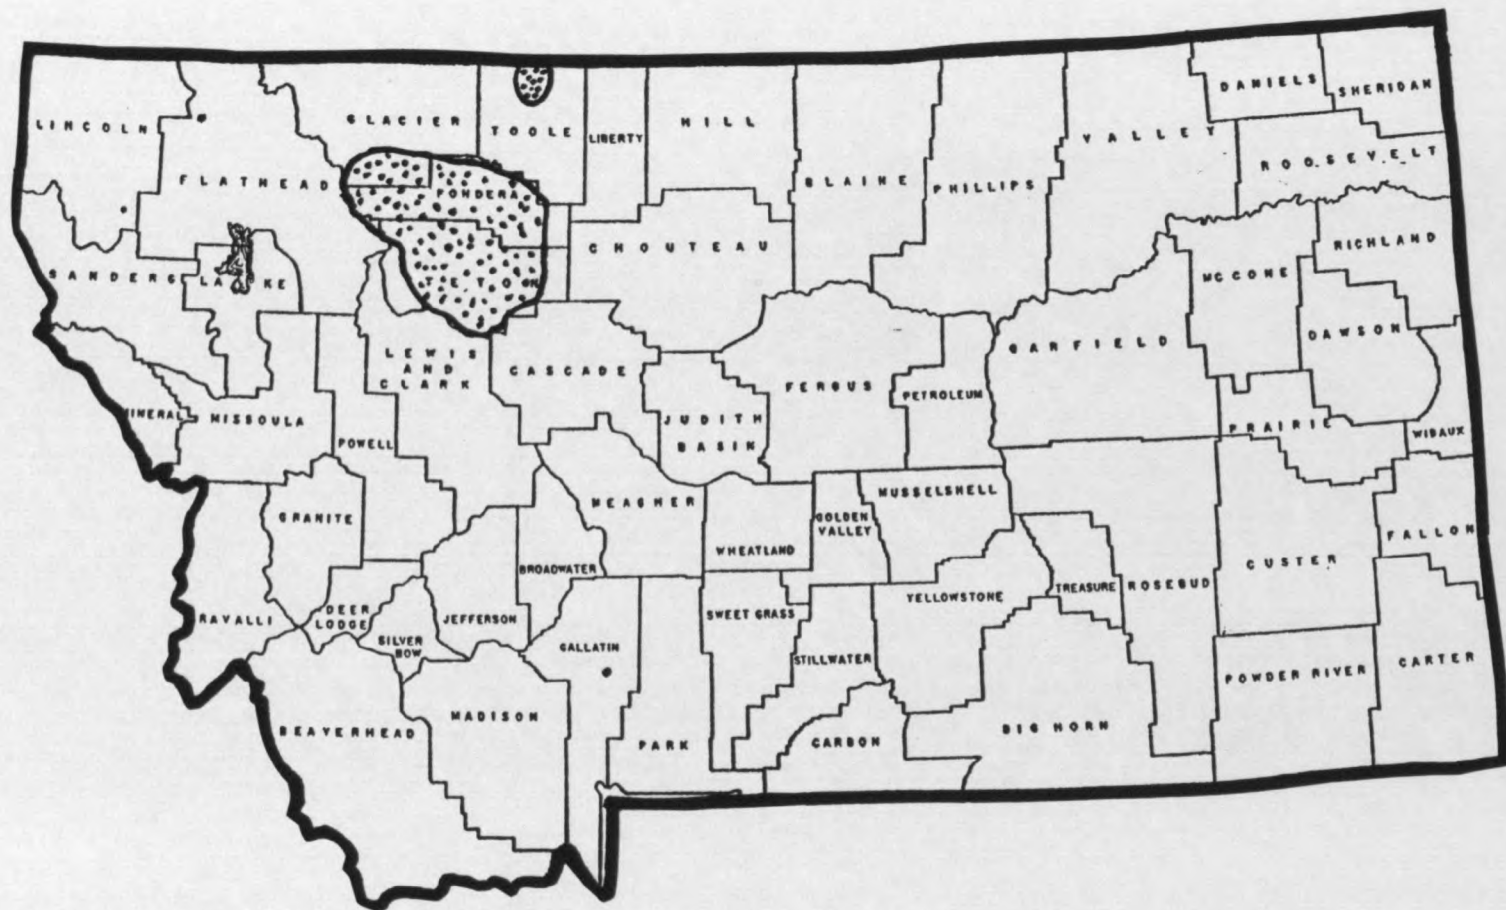 LINCOLN
FLATHEAD
GLACIER
TOOLE
LIBERTY
HILL
BLAINE
PHILLIPS
VALLEY
DANIELS
SHERIDAN
ROOSEVELT
PONDERA
TETON
CHOUTEAU
SANDERS
LAKE
RICHLAND
MC CONE
DAWSON
GARFIELD
LEWIS
AND
CLARK
CASCADE
FERGUS
PETROLEUM
JUDITH
BASIN
MINERAL
MISSOULA
POWELL
PRAIRIE
WIBAUX
MEAGHER
MUSSELSHELL
GOLDEN
VALLEY
WHEATLAND
GRANITE
BROADWATER
FALLON
CUSTER
ROSEBUD
TREASURE
YELLOWSTONE
SWEET GRASS
STILLWATER
RAVALLI
DEER
LODGE
SILVER
BOW
JEFFERSON
GALLATIN
POWDER RIVER
CARTER
BEAVERHEAD
MADISON
PARK
CARBON
BIG HORN